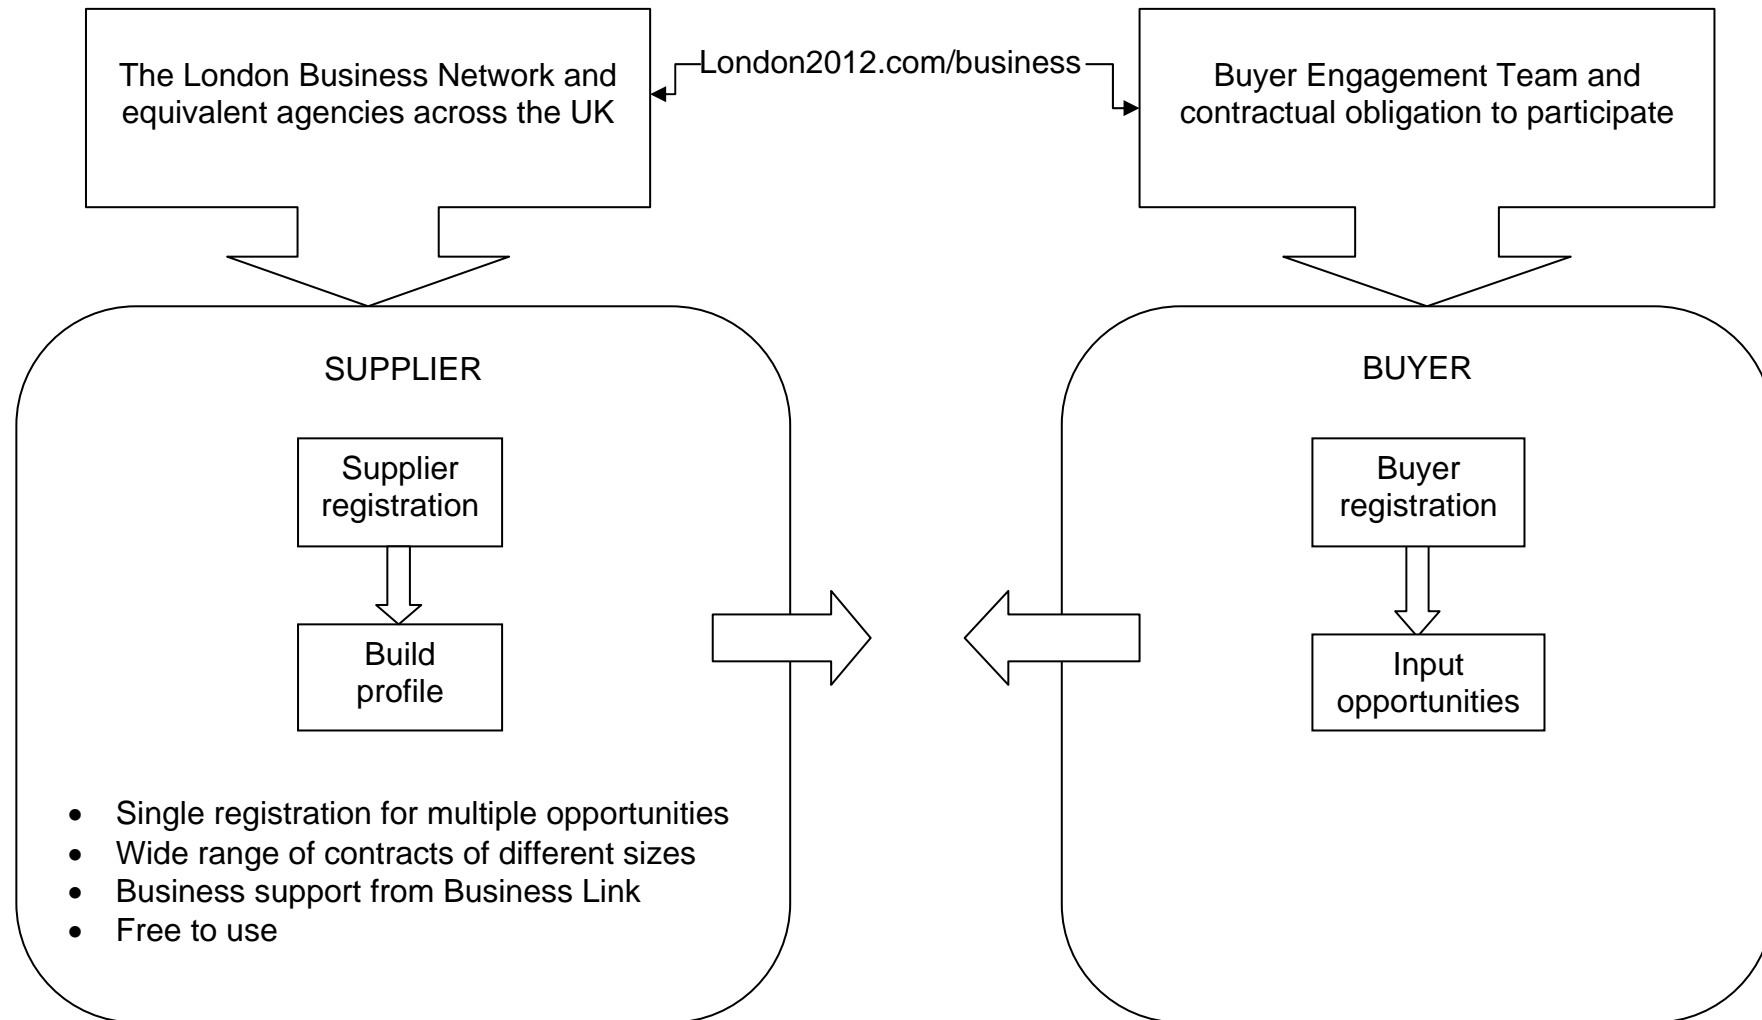 The London Business Network and
equivalent agencies across the UK
London2012.com/business
Buyer Engagement Team and
contractual obligation to participate
SUPPLIER
Supplier
registration
Build
profile
• Single registration for multiple opportunities
• Wide range of contracts of different sizes
• Business support from Business Link
• Free to use
BUYER
Buyer
registration
Input
opportunities